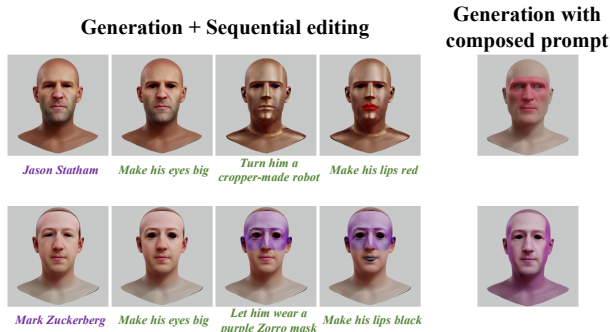 Generation + Sequential editing
Generation with
composed prompt
Jason Statham
Make his eyes big
Turn him a
cropper-made robot
Make his lips red
Mark Zuckerberg
Make his eyes big
Let him wear a
purple Zorro mask
Make his lips black